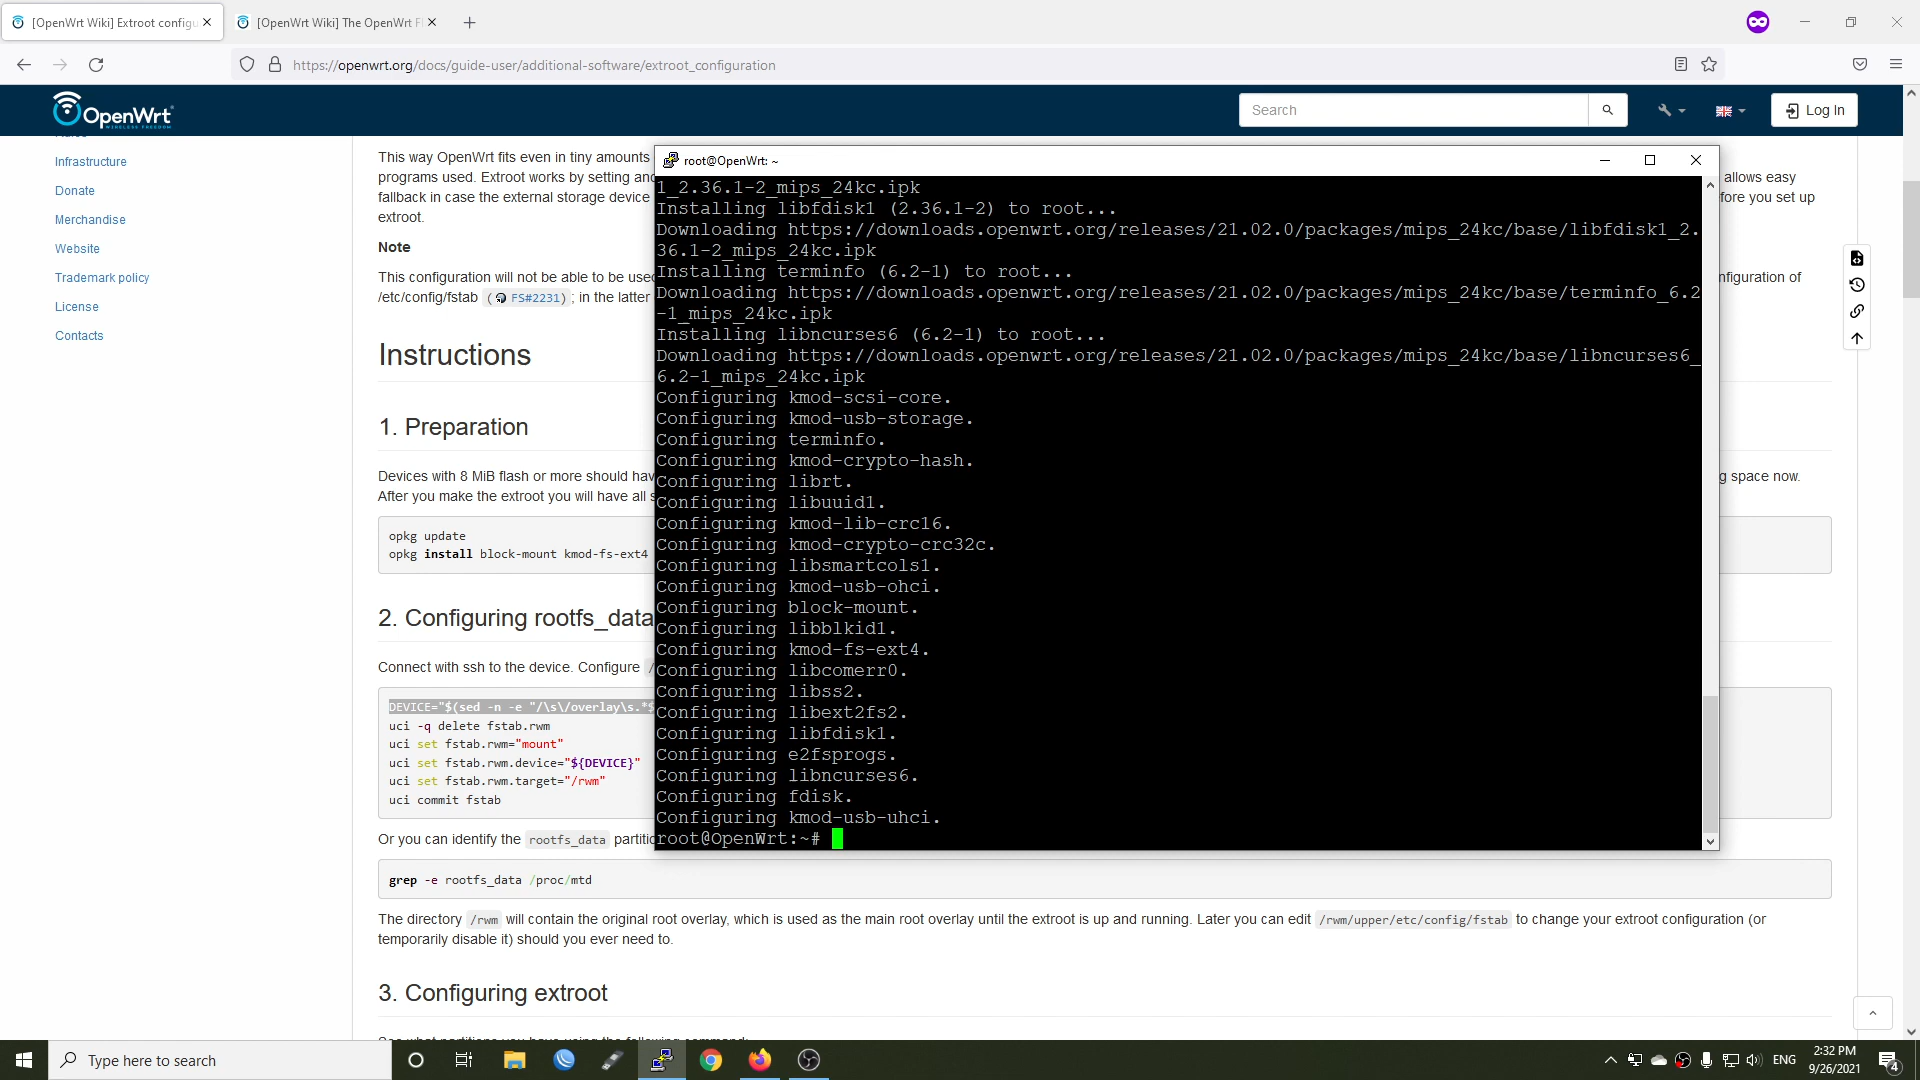 [OpenWrt Wiki] Extroot configu
[OpenWrt Wiki] The OpenWrt F
https://openwrt.org/docs/guide-user/additional-software/extroot_configuration
OpenWrt
WIRELESS FREEDOM
Search
Log In
Infrastructure
Donate
Merchandise
Website
Trademark policy
License
Contacts
This way OpenWrt fits even in tiny amounts
programs used. Extroot works by setting and
allows easy
fallback in case the external storage device
fore you set up
extroot.
Note
This configuration will not be able to be used
nfiguration of
/etc/config/fstab ( FS#2231) ; in the latter
Instructions
1. Preparation
Devices with 8 MiB flash or more should hav
g space now.
After you make the extroot you will have all s
opkg update
opkg install block-mount kmod-fs-ext4
2. Configuring rootfs_data
Connect with ssh to the device. Configure /
DEVICE="$(sed -n -e "/\s\/overlay\s.*$
uci -q delete fstab.rwm
uci set fstab.rwm="mount"
uci set fstab.rwm.device="${DEVICE}"
uci set fstab.rwm.target="/rwm"
uci commit fstab
Or you can identify the rootfs_data partitio
grep -e rootfs_data /proc/mtd
The directory /rwm will contain the original root overlay, which is used as the main root overlay until the extroot is up and running. Later you can edit /rwm/upper/etc/config/fstab to change your extroot configuration (or
temporarily disable it) should you ever need to.
3. Configuring extroot
See what partitions you have using the following command:
root@OpenWrt: ~
1_2.36.1-2_mips_24kc.ipk
Installing libfdisk1 (2.36.1-2) to root...
Downloading https://downloads.openwrt.org/releases/21.02.0/packages/mips_24kc/base/libfdisk1_2.
36.1-2_mips_24kc.ipk
Installing terminfo (6.2-1) to root...
Downloading https://downloads.openwrt.org/releases/21.02.0/packages/mips_24kc/base/terminfo_6.2
-1_mips_24kc.ipk
Installing libncurses6 (6.2-1) to root...
Downloading https://downloads.openwrt.org/releases/21.02.0/packages/mips_24kc/base/libncurses6_
6.2-1_mips_24kc.ipk
Configuring kmod-scsi-core.
Configuring kmod-usb-storage.
Configuring terminfo.
Configuring kmod-crypto-hash.
Configuring librt.
Configuring libuuid1.
Configuring kmod-lib-crc16.
Configuring kmod-crypto-crc32c.
Configuring libsmartcols1.
Configuring kmod-usb-ohci.
Configuring block-mount.
Configuring libblkid1.
Configuring kmod-fs-ext4.
Configuring libcomerr0.
Configuring libss2.
Configuring libext2fs2.
Configuring libfdisk1.
Configuring e2fsprogs.
Configuring libncurses6.
Configuring fdisk.
Configuring kmod-usb-uhci.
root@OpenWrt:~#
Type here to search
ENG
2:32 PM
9/26/2021
4